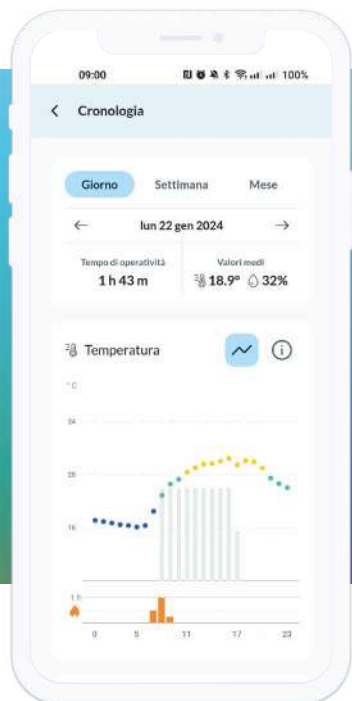 09:00 100%
Cronologia
Giorno Settimana Mese
lun 22 gen 2024
Tempo di operatività Valori medi
1 h 43 m 18.9° 32%
Temperatura
°C
24
20
16
1 h
0 5 11 17 23